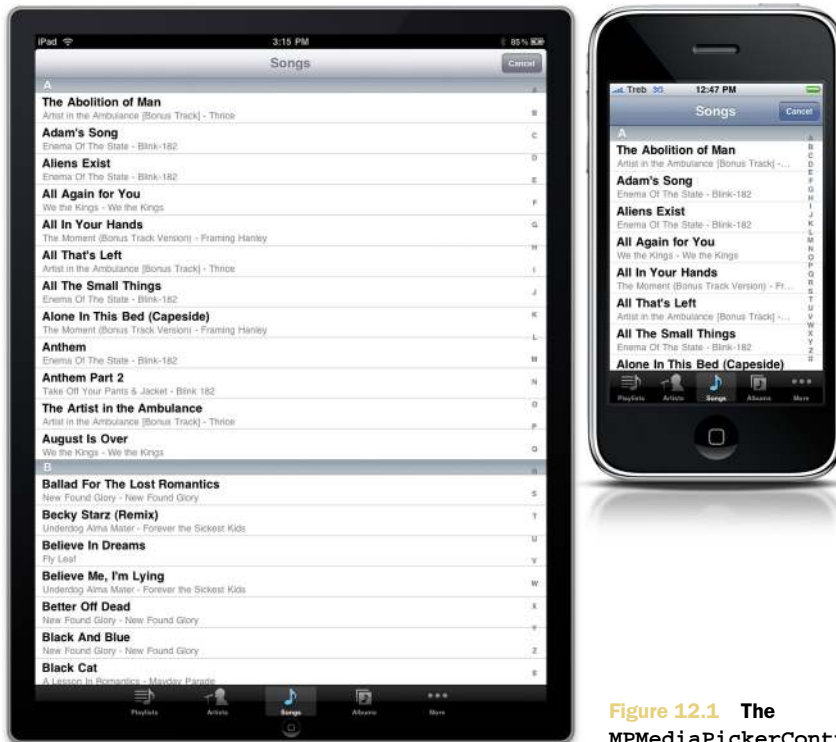 iPad 3:15 PM 85%
Songs Cancel
A
The Abolition of Man
Artist in the Ambulance [Bonus Track] - Thrice
Adam's Song
Enema Of The State - Blink-182
Aliens Exist
Enema Of The State - Blink-182
All Again for You
We the Kings - We the Kings
All In Your Hands
The Moment (Bonus Track Version) - Framing Hanley
All That's Left
Artist in the Ambulance [Bonus Track] - Thrice
All The Small Things
Enema Of The State - Blink-182
Alone In This Bed (Capeside)
The Moment (Bonus Track Version) - Framing Hanley
Anthem
Enema Of The State - Blink-182
Anthem Part 2
Take Off Your Pants & Jacket - Blink 182
The Artist in the Ambulance
Artist in the Ambulance [Bonus Track] - Thrice
August Is Over
We the Kings - We the Kings
B
Ballad For The Lost Romantics
New Found Glory - New Found Glory
Becky Starz (Remix)
Underdog Alma Mater - Forever the Sickest Kids
Believe In Dreams
Fly Leaf
Believe Me, I'm Lying
Underdog Alma Mater - Forever the Sickest Kids
Better Off Dead
New Found Glory - New Found Glory
Black And Blue
New Found Glory - New Found Glory
Black Cat
A Lesson In Romantics - Mayday Parade
A
B
C
D
E
F
G
H
I
J
K
L
M
N
O
P
Q
R
S
T
U
V
W
X
Y
Z
#
Playlists Artists Songs Albums More
Treb 3G 12:47 PM
Songs Cancel
A
The Abolition of Man
Artist in the Ambulance [Bonus Track] -...
Adam's Song
Enema Of The State - Blink-182
Aliens Exist
Enema Of The State - Blink-182
All Again for You
We the Kings - We the Kings
All In Your Hands
The Moment (Bonus Track Version) - Fr...
All That's Left
Artist in the Ambulance [Bonus Track] -...
All The Small Things
Enema Of The State - Blink-182
Alone In This Bed (Capeside)
A
B
C
D
E
F
G
H
I
J
K
L
M
N
O
P
Q
R
S
T
U
V
W
X
Y
Z
#
Playlists Artists Songs Albums More
Figure 12.1 The
MPMediaPickerCont